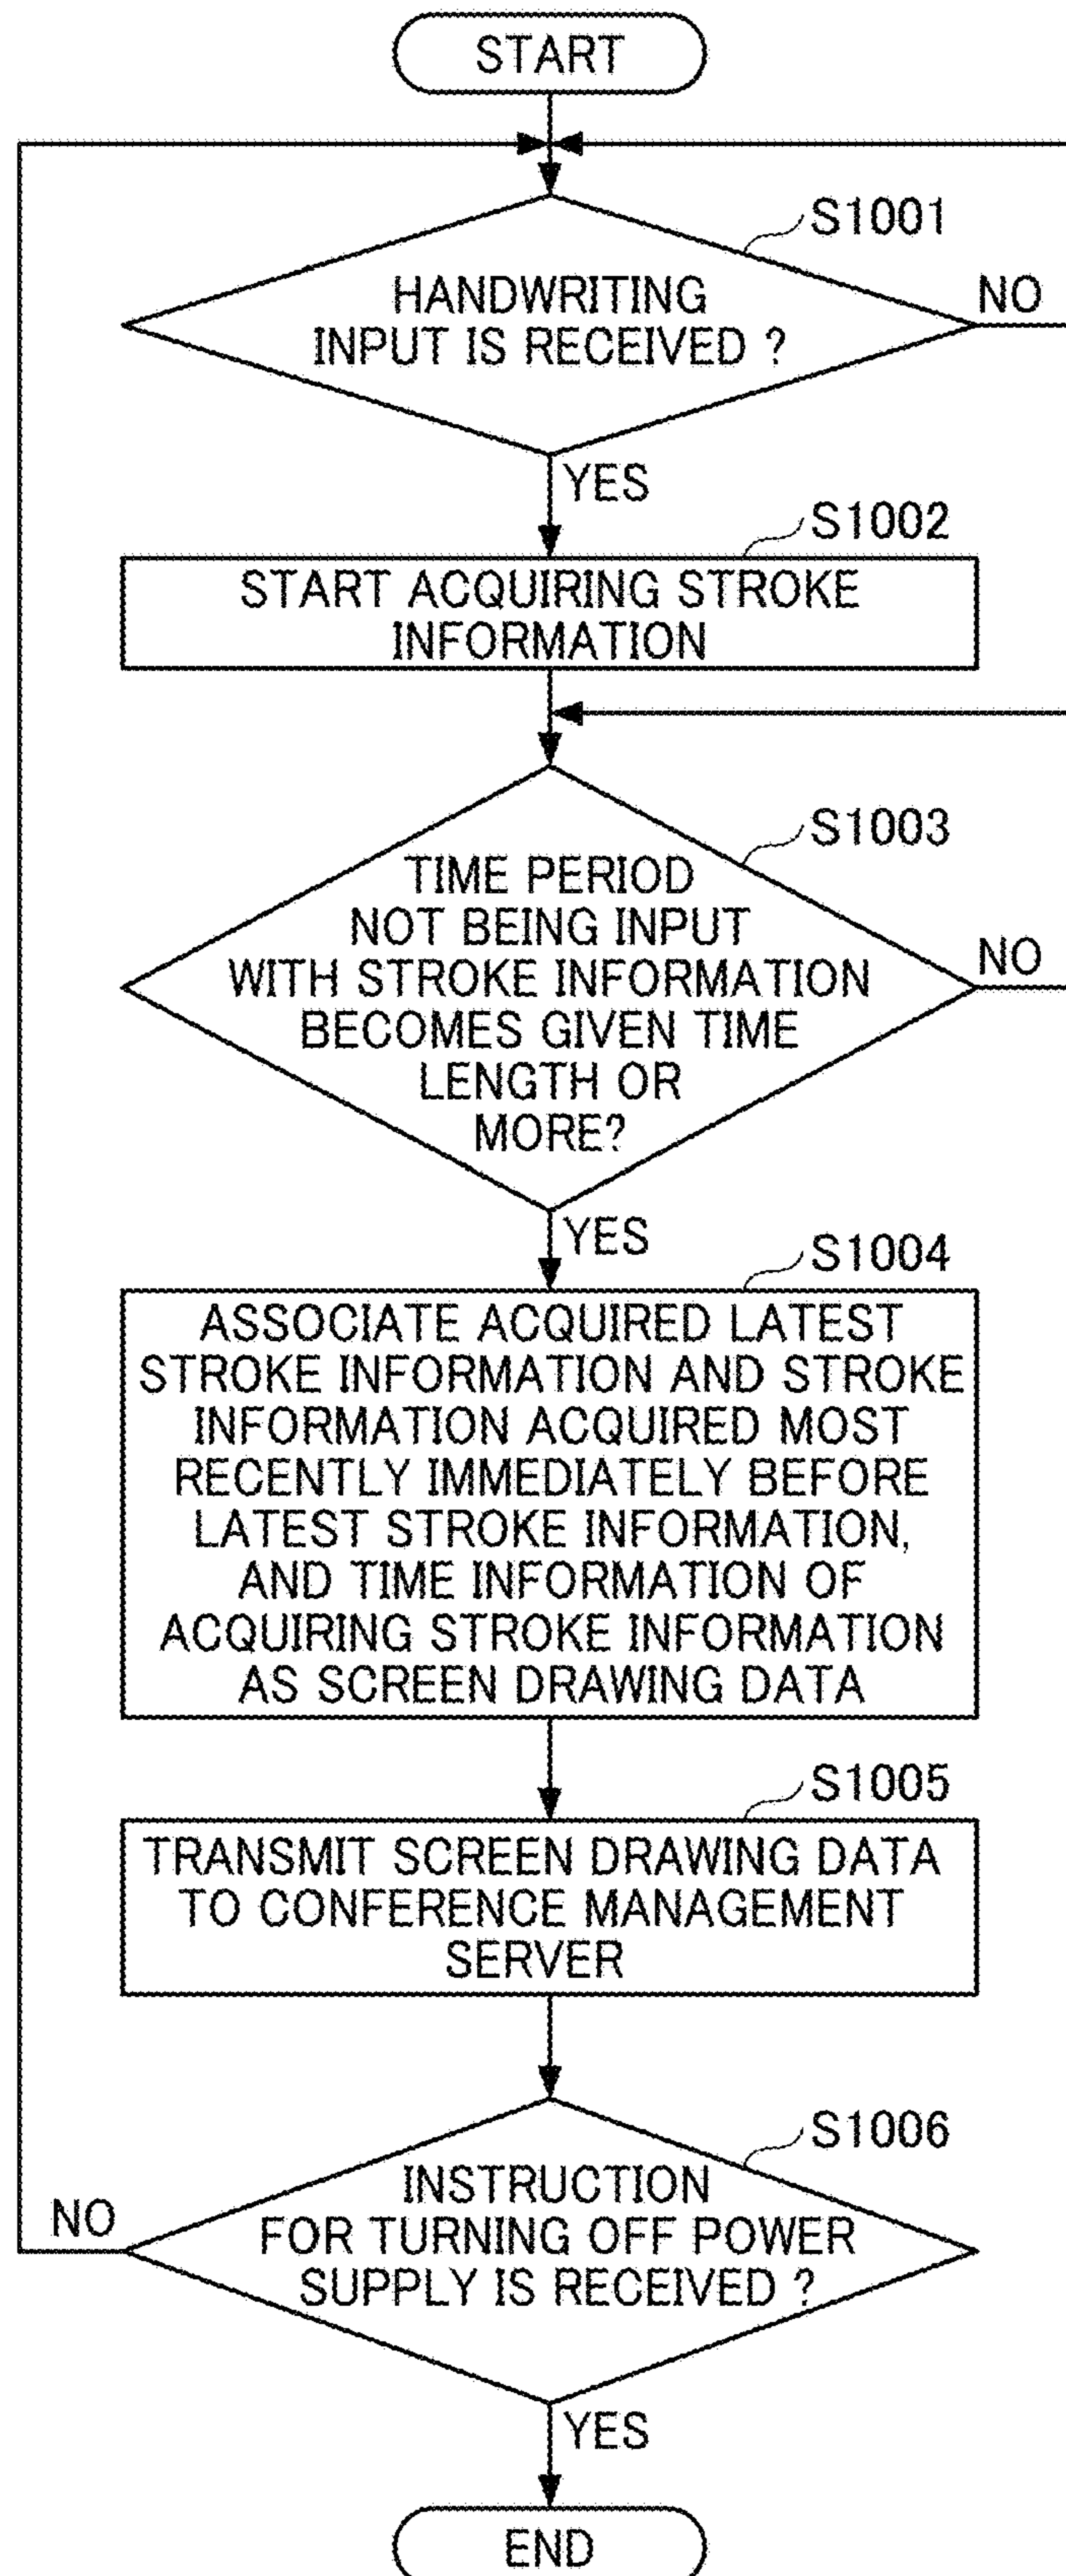 START
S1001
HANDWRITING
INPUT IS RECEIVED ?
NO
YES
S1002
START ACQUIRING STROKE
INFORMATION
S1003
TIME PERIOD
NOT BEING INPUT
WITH STROKE INFORMATION
BECOMES GIVEN TIME
LENGTH OR
MORE?
NO
YES
S1004
ASSOCIATE ACQUIRED LATEST
STROKE INFORMATION AND STROKE
INFORMATION ACQUIRED MOST
RECENTLY IMMEDIATELY BEFORE
LATEST STROKE INFORMATION,
AND TIME INFORMATION OF
ACQUIRING STROKE INFORMATION
AS SCREEN DRAWING DATA
S1005
TRANSMIT SCREEN DRAWING DATA
TO CONFERENCE MANAGEMENT
SERVER
S1006
INSTRUCTION
FOR TURNING OFF POWER
SUPPLY IS RECEIVED ?
NO
YES
END